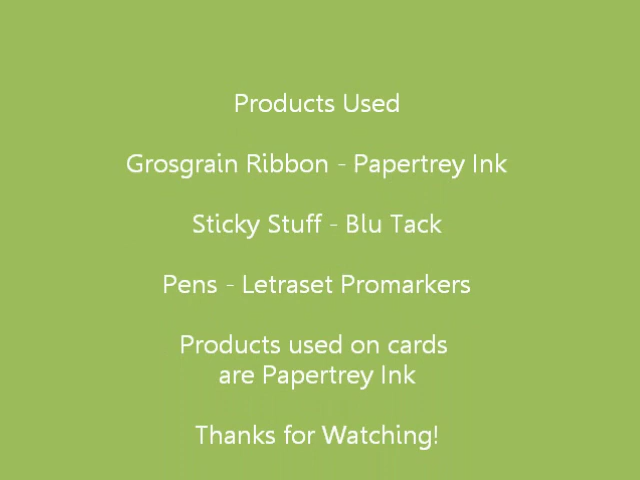 Products Used
Grosgrain Ribbon - Papertrey Ink
Sticky Stuff - Blu Tack
Pens - Letraset Promarkers
Products used on cards
are Papertrey Ink
Thanks for Watching!